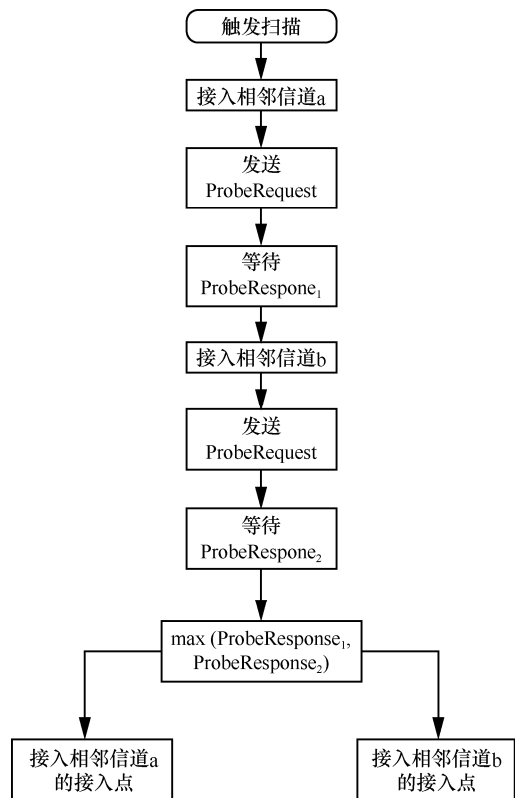 触发扫描
接入相邻信道a
发送
ProbeRequest
等待
ProbeRespone₁
接入相邻信道b
发送
ProbeRequest
等待
ProbeRespone₂
max (ProbeResponse₁,
ProbeResponse₂)
接入相邻信道a
的接入点
接入相邻信道b
的接入点